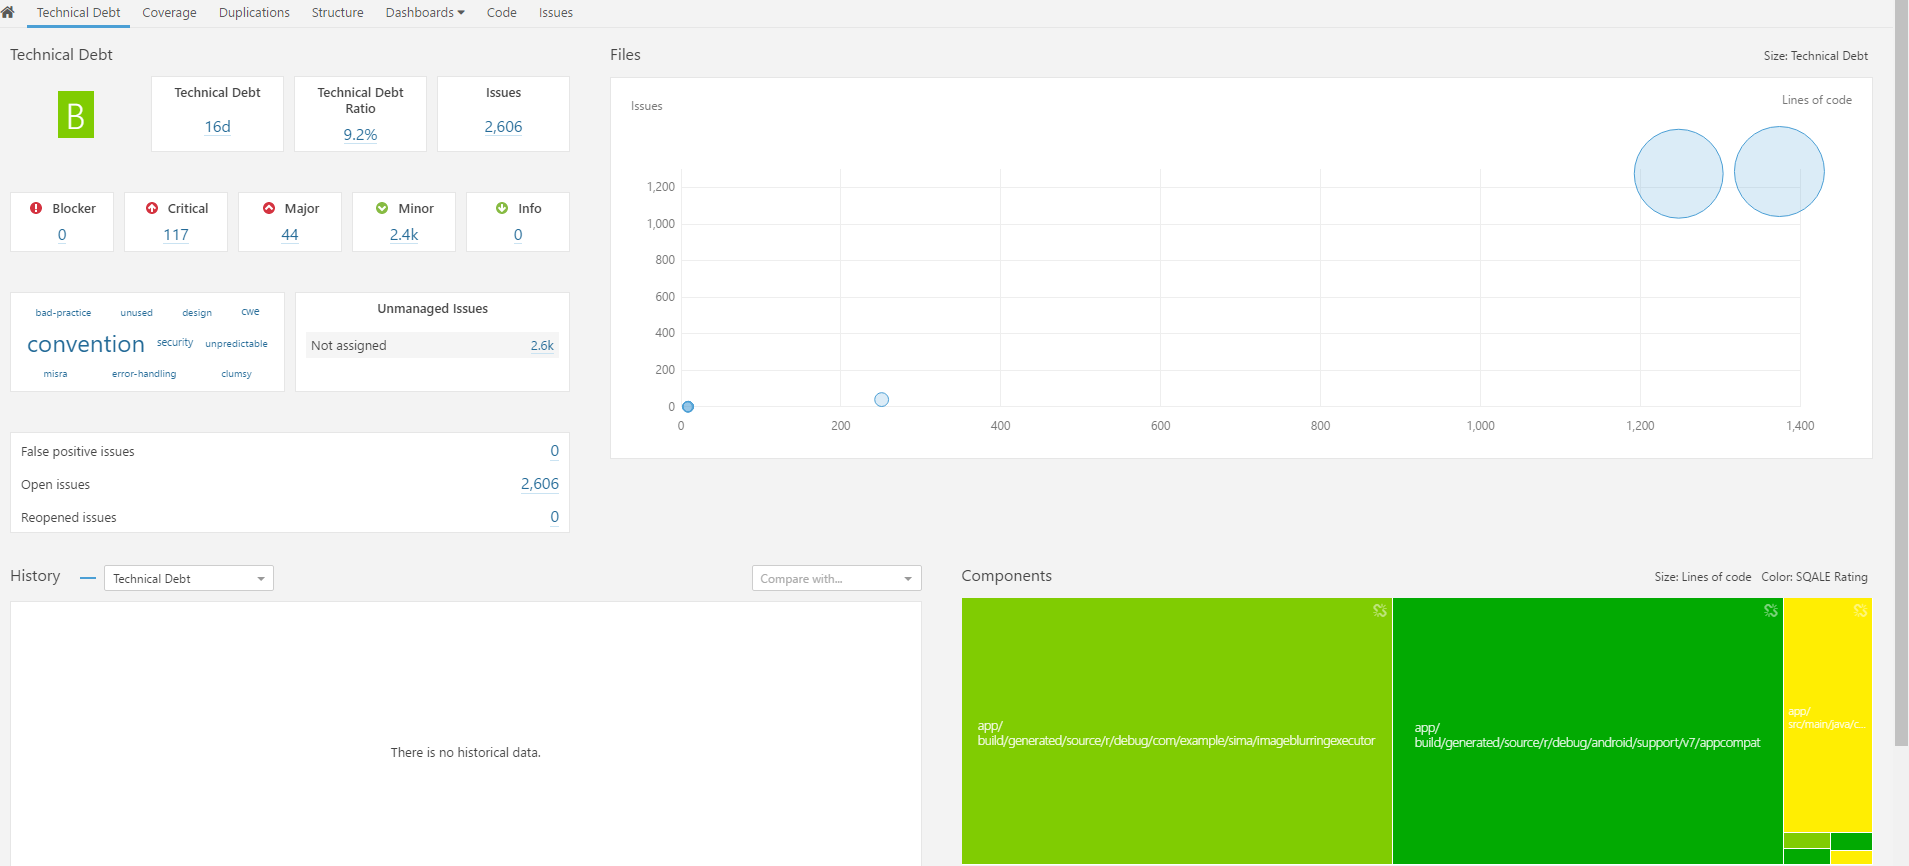 Technical Debt Coverage Duplications Structure Dashboards Code Issues
Technical Debt
B
Technical Debt
16d
Technical Debt
Ratio
9.2%
Issues
2,606
Blocker
0
Critical
117
Major
44
Minor
2.4k
Info
0
bad-practice unused design cwe
convention security unpredictable
misra error-handling clumsy
Unmanaged Issues
Not assigned 2.6k
False positive issues 0
Open issues 2,606
Reopened issues 0
Files
Size: Technical Debt
Issues
Lines of code
1,200
1,000
800
600
400
200
0
0 200 400 600 800 1,000 1,200 1,400
History Technical Debt Compare with...
There is no historical data.
Components
Size: Lines of code Color: SQALE Rating
app/
build/generated/source/r/debug/com/example/sima/imageblurringexecutor
app/
build/generated/source/r/debug/android/support/v7/appcompat
app/
src/main/java/c...